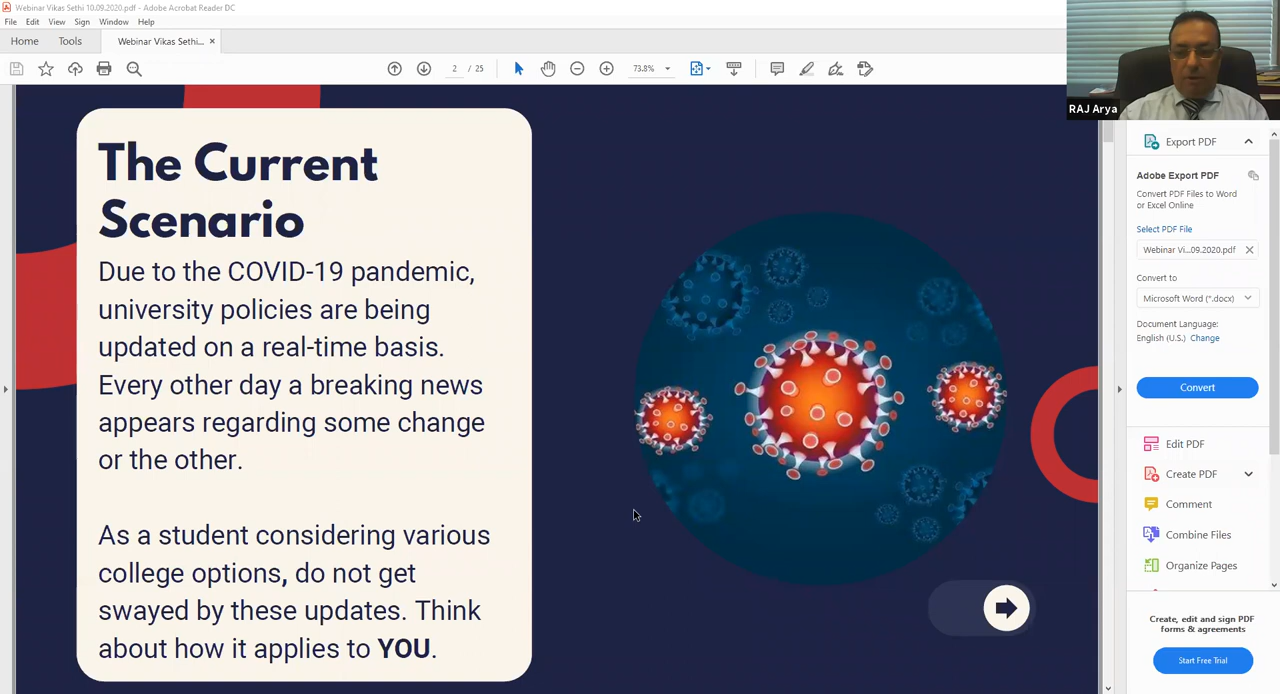 Webinar Vikas Sethi 10.09.2020.pdf - Adobe Acrobat Reader DC
File Edit View Sign Window Help
Home Tools Webinar Vikas Sethi... ×
2 / 25 73.8%
RAJ Arya
The Current
Scenario
Due to the COVID-19 pandemic,
university policies are being
updated on a real-time basis.
Every other day a breaking news
appears regarding some change
or the other.
As a student considering various
college options, do not get
swayed by these updates. Think
about how it applies to YOU.
Export PDF
Adobe Export PDF
Convert PDF Files to Word
or Excel Online
Select PDF File
Webinar Vi...09.2020.pdf
Convert to
Microsoft Word (*.docx)
Document Language:
English (U.S.) Change
Convert
Edit PDF
Create PDF
Comment
Combine Files
Organize Pages
Create, edit and sign PDF
forms & agreements
Start Free Trial